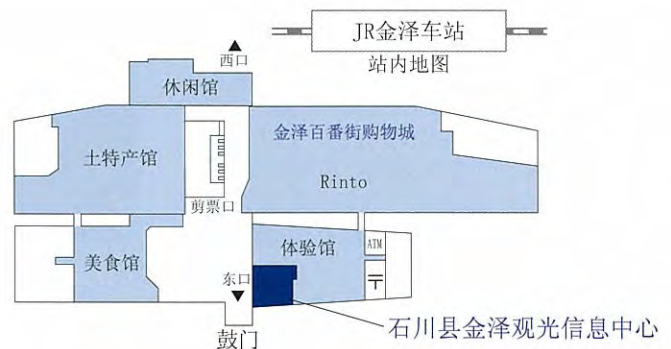 JR金泽车站
站内地图
西口
休闲馆
土特产馆
金泽百番街购物城
Rinto
剪票口
美食馆
体验馆
ATM
〒
东口
石川县金泽观光信息中心
鼓门